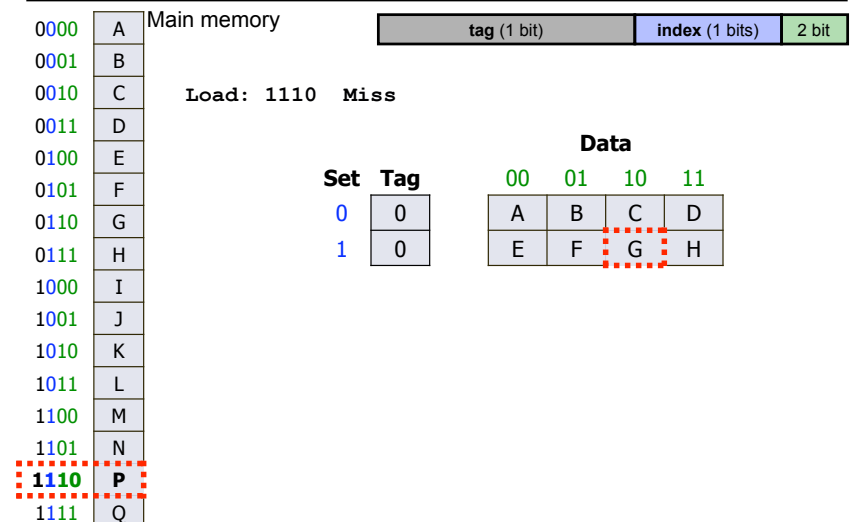 Main memory
tag (1 bit) index (1 bits) 2 bit
0000 A
0001 B
0010 C
0011 D
0100 E
0101 F
0110 G
0111 H
1000 I
1001 J
1010 K
1011 L
1100 M
1101 N
1110 P
1111 Q
Load: 1110 Miss
Data
Set Tag 00 01 10 11
0 0 A B C D
1 0 E F G H